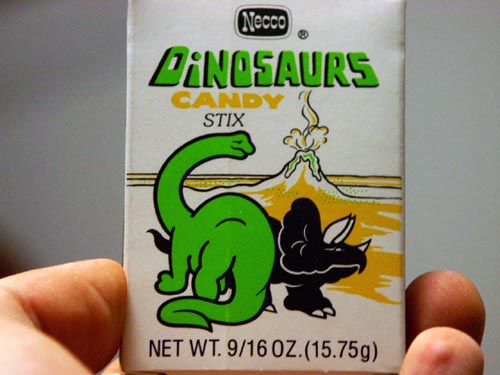 Necco ®
DiNOSAURS
CANDY
STIX
NET WT. 9/16 OZ. (15.75g)